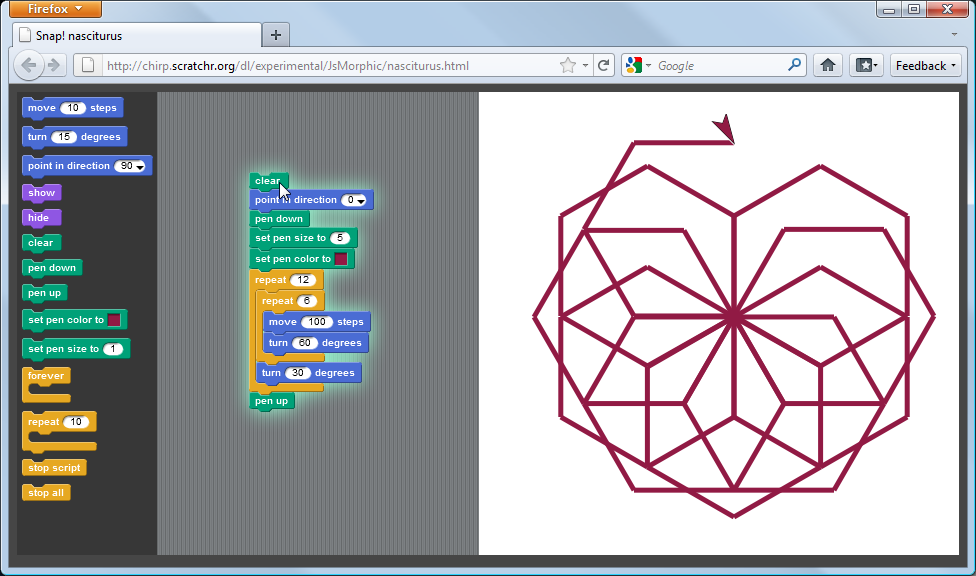 Firefox
Snap! nasciturus
http://chirp.scratchr.org/dl/experimental/JsMorphic/nasciturus.html
Google
Feedback
move 10 steps
turn 15 degrees
point in direction 90
show
hide
clear
pen down
pen up
set pen color to
set pen size to 1
forever
repeat 10
stop script
stop all
clear
point in direction 0
pen down
set pen size to 5
set pen color to
repeat 12
repeat 6
move 100 steps
turn 60 degrees
turn 30 degrees
pen up